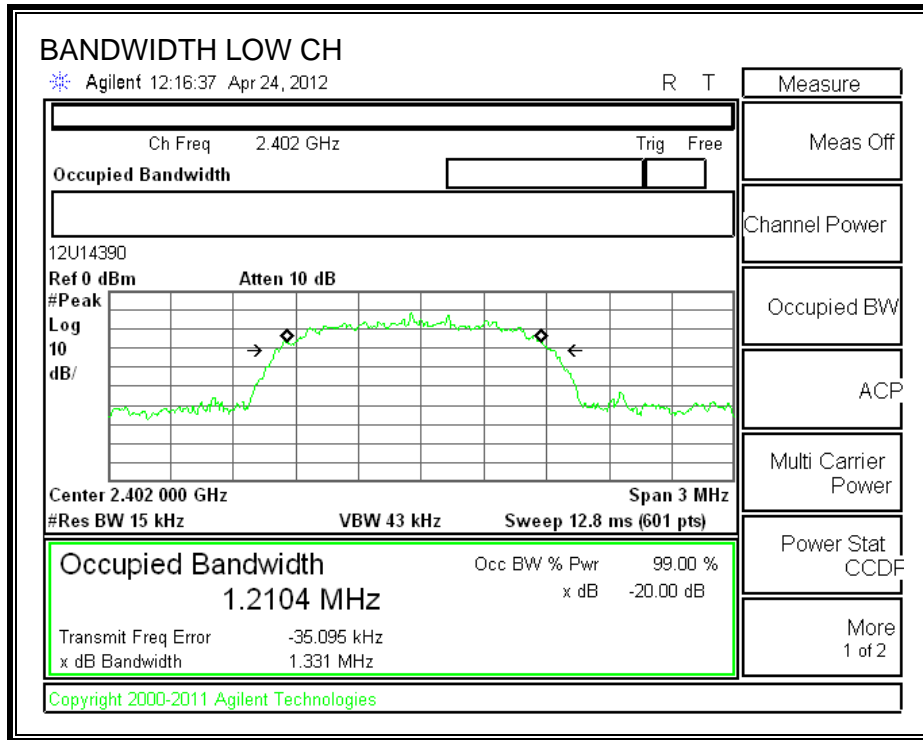 BANDWIDTH LOW CH
Agilent 12:16:37 Apr 24, 2012 R T
Measure
Ch Freq 2.402 GHz Trig Free
Meas Off
Occupied Bandwidth
Channel Power
12U14390
Ref 0 dBm Atten 10 dB
#Peak
Log
10
dB/
Occupied BW
ACP
Multi Carrier
Power
Center 2.402 000 GHz Span 3 MHz
#Res BW 15 kHz VBW 43 kHz Sweep 12.8 ms (601 pts)
Power Stat
CCDF
Occupied Bandwidth Occ BW % Pwr 99.00 %
1.2104 MHz x dB -20.00 dB
Transmit Freq Error -35.095 kHz
x dB Bandwidth 1.331 MHz
More
1 of 2
Copyright 2000-2011 Agilent Technologies